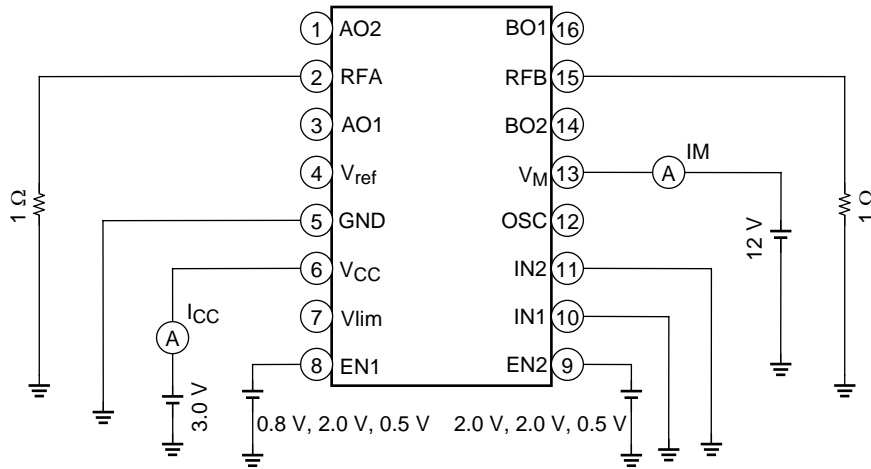 1 AO2 BO1 16
2 RFA RFB 15
3 AO1 BO2 14
4 Vref VM 13 A IM
5 GND OSC 12
6 VCC IN2 11
7 Vlim IN1 10
8 EN1 EN2 9
1 Ω
ICC
A
3.0 V
12 V
1 Ω
0.8 V, 2.0 V, 0.5 V 2.0 V, 2.0 V, 0.5 V